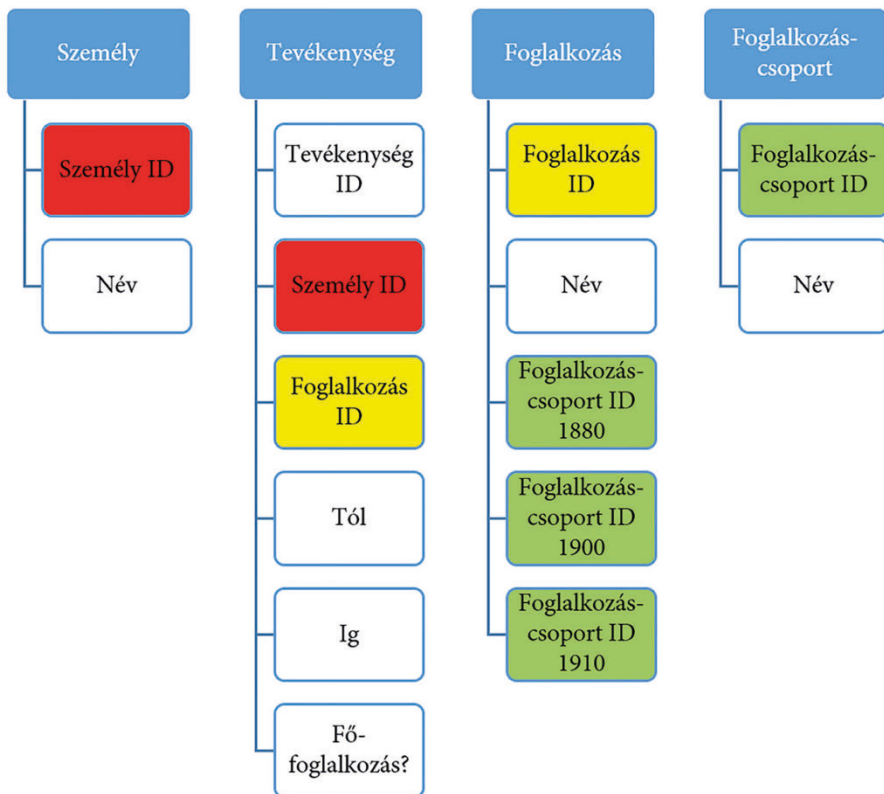 Személy
Személy ID
Név
Tevékenység
Tevékenység
ID
Személy ID
Foglalkozás
ID
Tól
Ig
Fő-
foglalkozás?
Foglalkozás
Foglalkozás
ID
Név
Foglalkozás-
csoport ID
1880
Foglalkozás-
csoport ID
1900
Foglalkozás-
csoport ID
1910
Foglalkozás-
csoport
Foglalkozás-
csoport ID
Név